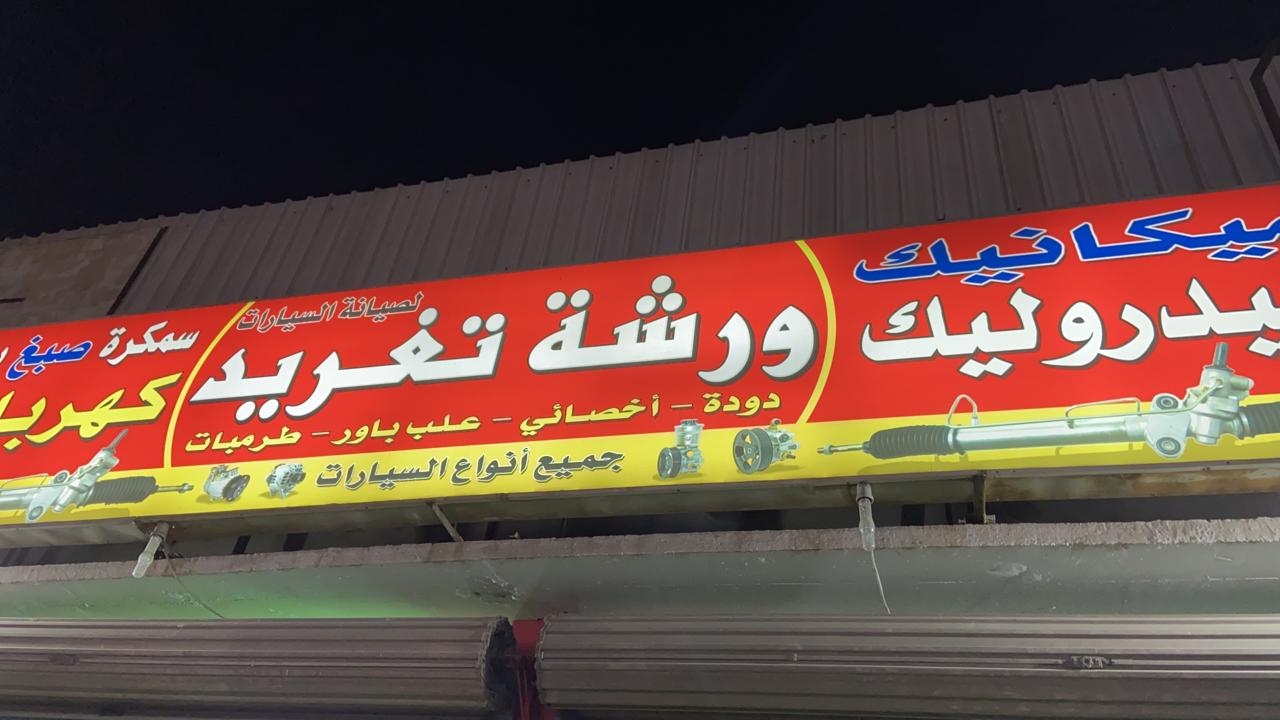 ميكانيك
هيدروليك
ورشة تغريد
لصيانة السيارات
دودة - أخصائي - علب باور - طرمبات
جميع أنواع السيارات
سمكرة صبغ
كهربا